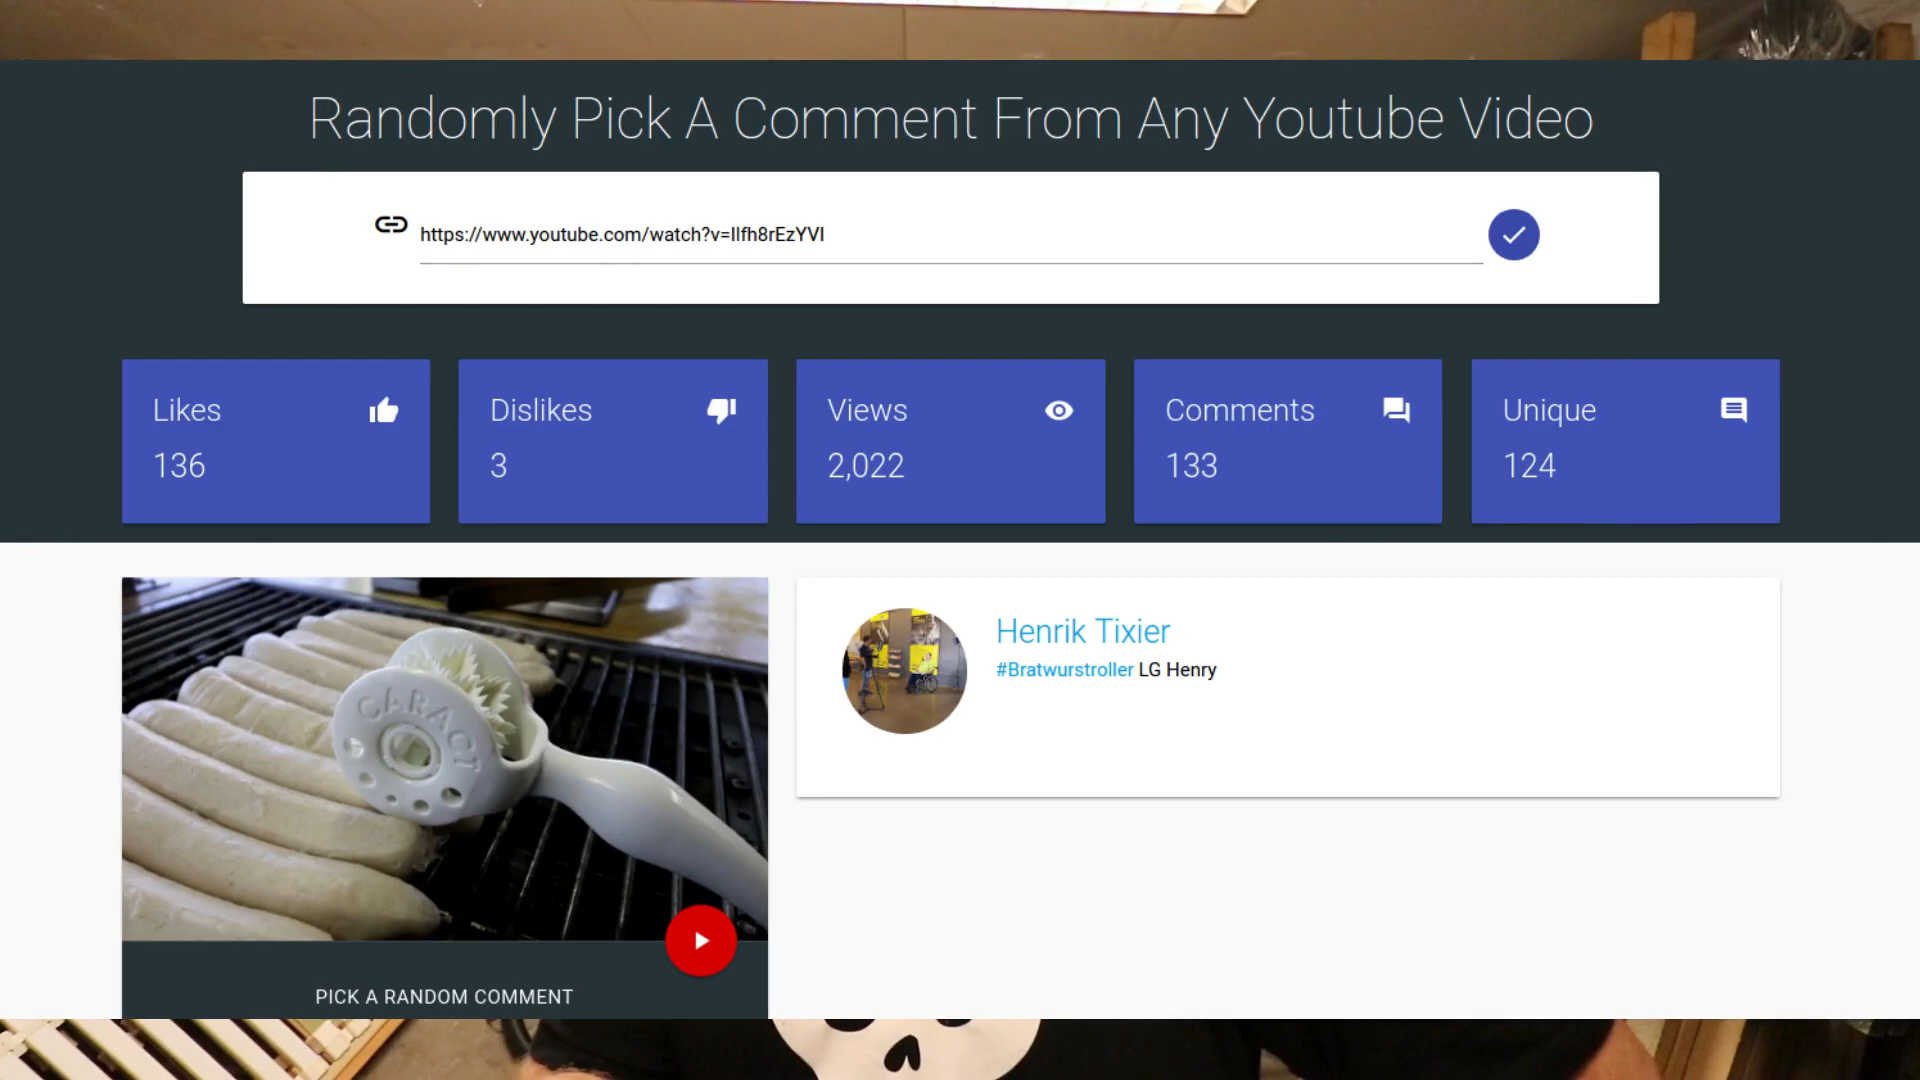 Randomly Pick A Comment From Any Youtube Video
https://www.youtube.com/watch?v=IIfh8rEzYVI
Likes
136
Dislikes
3
Views
2,022
Comments
133
Unique
124
CARACT
Henrik Tixier
#Bratwurstroller LG Henry
PICK A RANDOM COMMENT